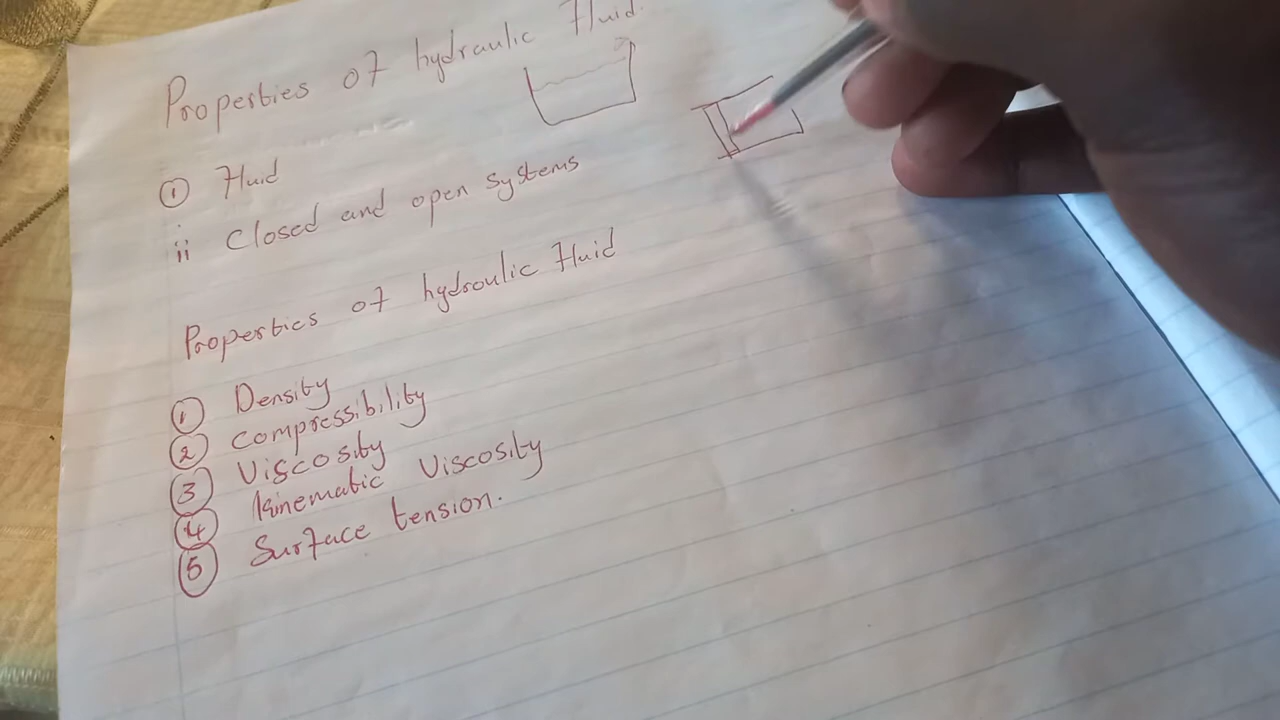 Properties of hydraulic Fluid.
① Fluid
ii Closed and open systems
Properties of hydroulic Fluid
① Density
② Compressibility
③ Viscosity
④ kinematic Viscosity
⑤ Surface tension.